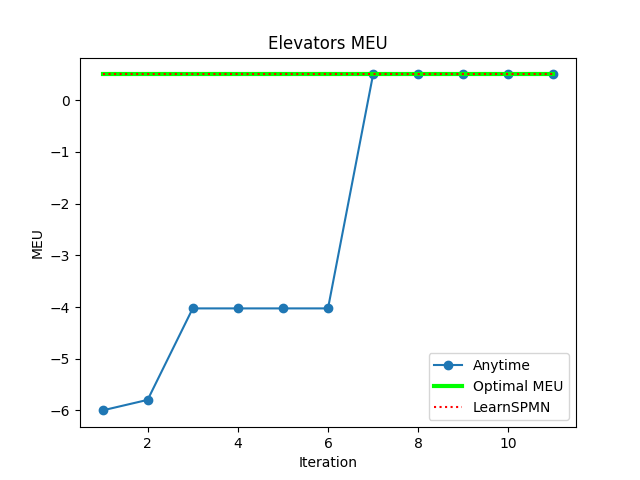 Elevators MEU
MEU
0
−1
−2
−3
−4
−5
−6
2
4
6
8
10
Iteration
Anytime
Optimal MEU
LearnSPMN